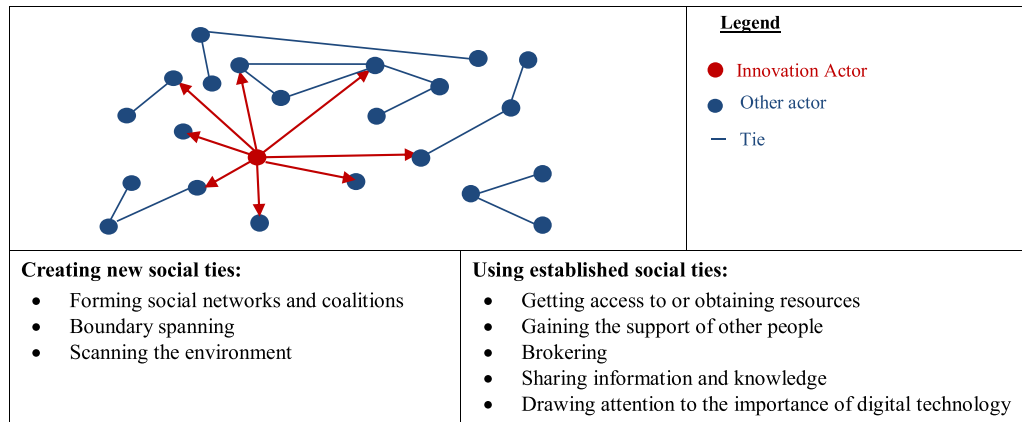 Legend
Innovation Actor
Other actor
Tie
Creating new social ties:
• Forming social networks and coalitions
• Boundary spanning
• Scanning the environment
Using established social ties:
• Getting access to or obtaining resources
• Gaining the support of other people
• Brokering
• Sharing information and knowledge
• Drawing attention to the importance of digital technology